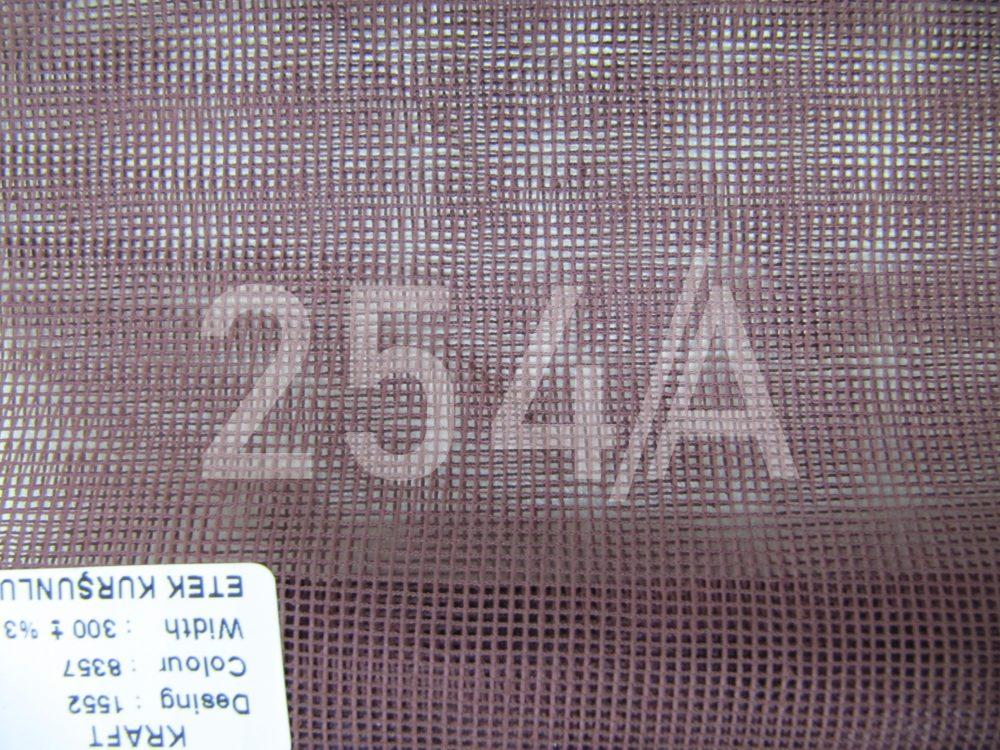 254/A
KRAFT
Desing : 1552
Colour : 8357
Width : 300 ± %3
ETEK KURŞUNLU